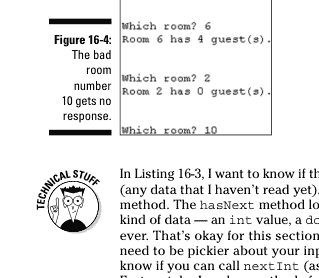 Which room? 6
Room 6 has 4 guest(s).
Which room? 2
Room 2 has 0 guest(s).
Which room? 10
Figure 16-4:
The bad
room
number
10 gets no
response.
TECHNICAL STUFF
In Listing 16-3, I want to know if th
(any data that I haven't read yet).
method. The hasNext method lo
kind of data — an int value, a do
ever. That's okay for this section
need to be pickier about your inp
know if you can call nextInt (as